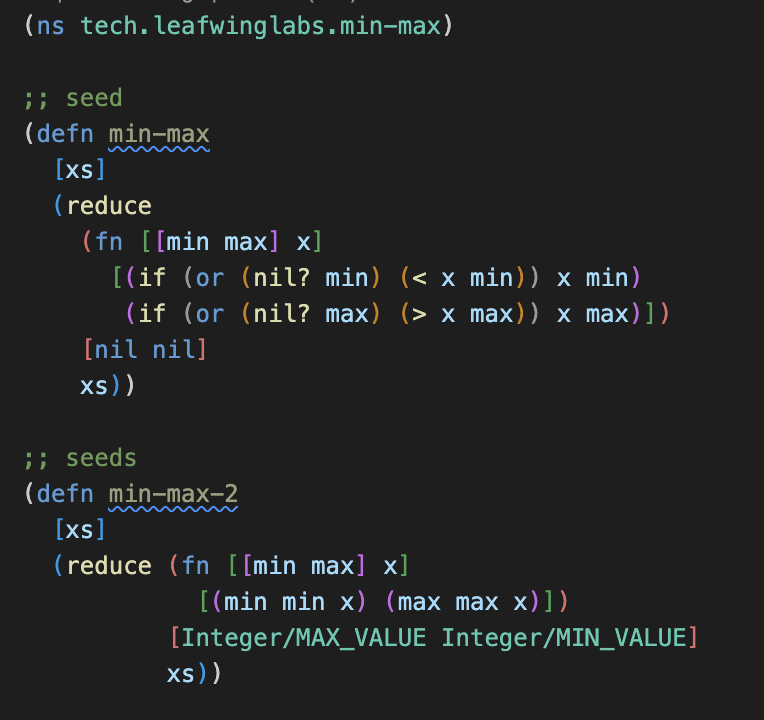 (ns tech.leafwinglabs.min-max)
;; seed
(defn min-max
[xs]
(reduce
(fn [[min max] x]
[(if (or (nil? min) (< x min)) x min)
(if (or (nil? max) (> x max)) x max)])
[nil nil]
xs))
;; seeds
(defn min-max-2
[xs]
(reduce (fn [[min max] x]
[(min min x) (max max x)])
[Integer/MAX_VALUE Integer/MIN_VALUE]
xs))